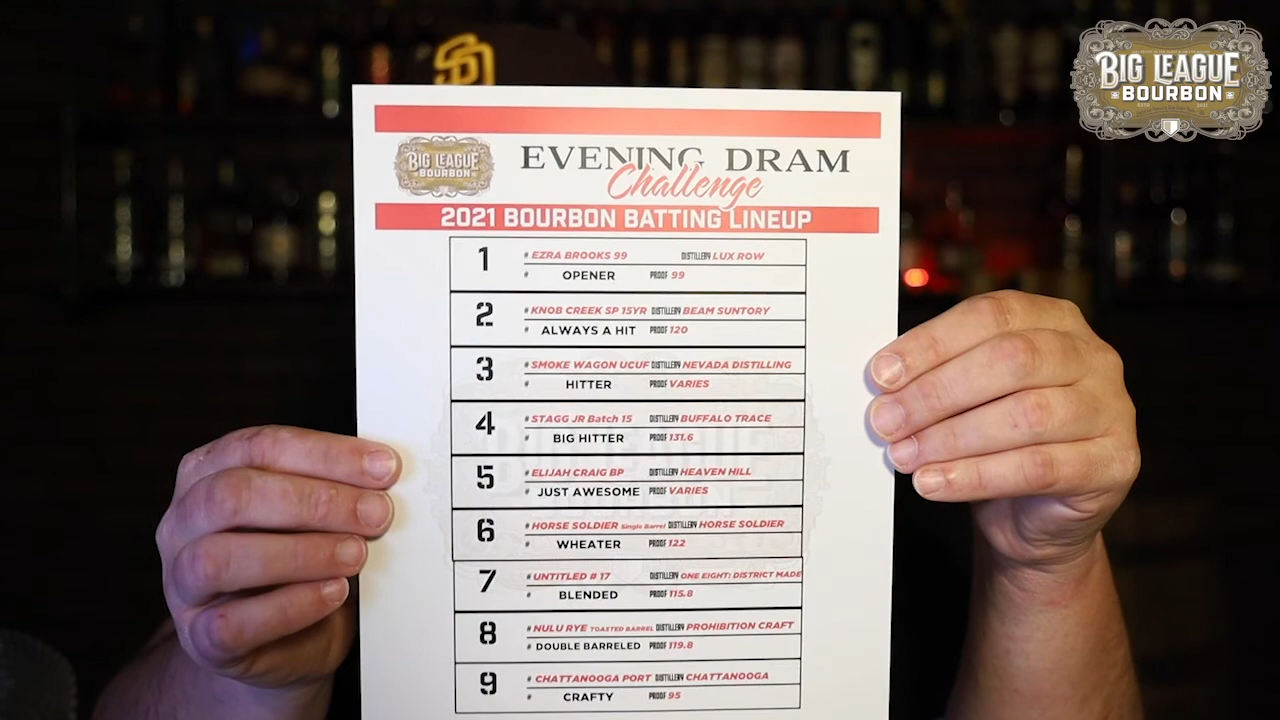 SD
BIG LEAGUE
BOURBON
BIG LEAGUE
BOURBON
EVENING DRAM
Challenge
2021 BOURBON BATTING LINEUP
1 # EZRA BROOKS 99 DISTILLERY LUX ROW
# OPENER PROOF 99
2 # KNOB CREEK SP 15YR DISTILLERY BEAM SUNTORY
# ALWAYS A HIT PROOF 120
3 # SMOKE WAGON UCUF DISTILLERY NEVADA DISTILLING
# HITTER PROOF VARIES
4 # STAGG JR Batch 15 DISTILLERY BUFFALO TRACE
# BIG HITTER PROOF 131.6
5 # ELIJAH CRAIG BP DISTILLERY HEAVEN HILL
# JUST AWESOME PROOF VARIES
6 # HORSE SOLDIER Single Barrel DISTILLERY HORSE SOLDIER
# WHEATER PROOF 122
7 # UNTITLED # 17 DISTILLERY ONE EIGHT: DISTRICT MADE
# BLENDED PROOF 115.8
8 # NULU RYE TOASTED BARREL DISTILLERY PROHIBITION CRAFT
# DOUBLE BARRELED PROOF 119.8
9 # CHATTANOOGA PORT DISTILLERY CHATTANOOGA
# CRAFTY PROOF 95